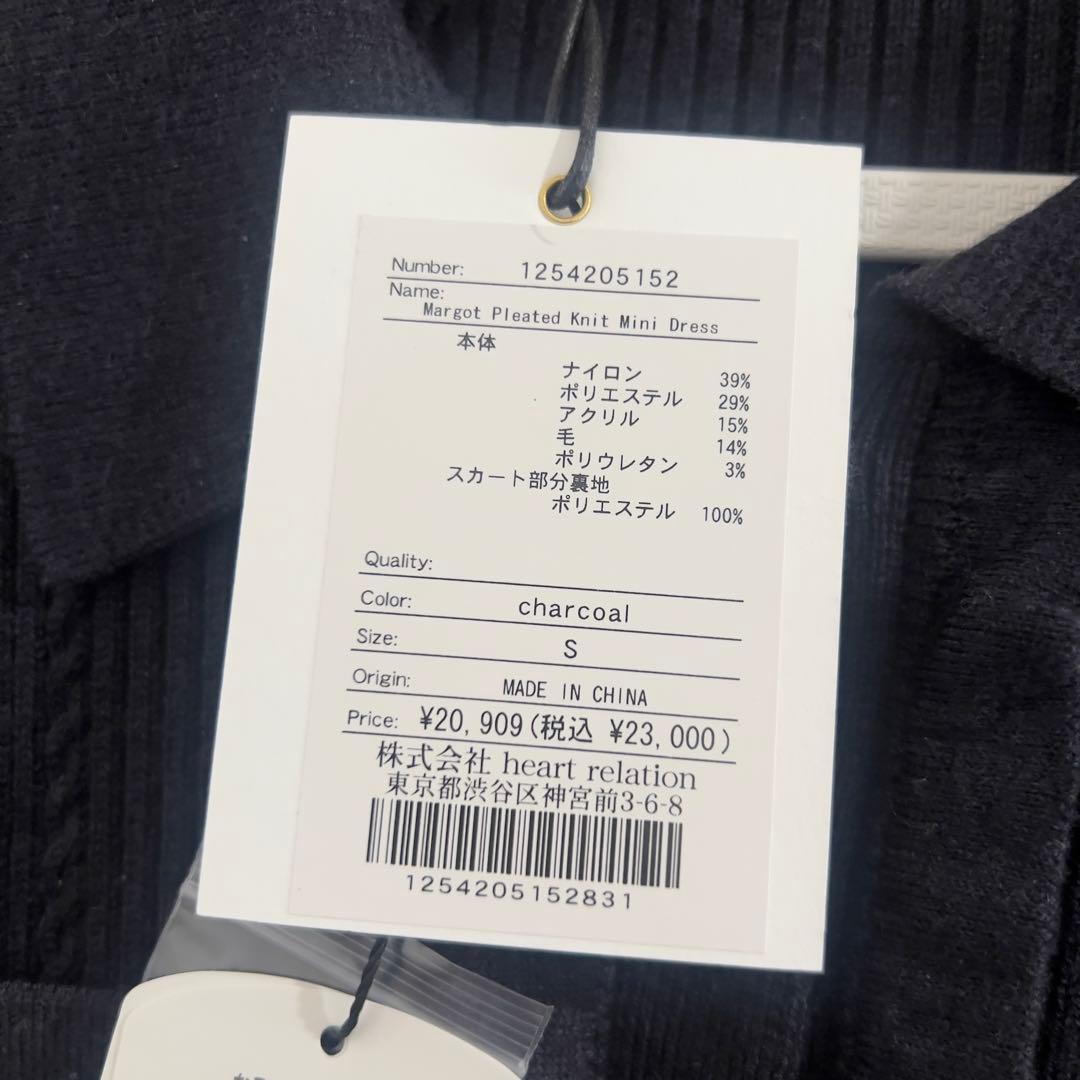 Number: 1254205152
Name:
Margot Pleated Knit Mini Dress
本体
ナイロン 39%
ポリエステル 29%
アクリル 15%
毛 14%
ポリウレタン 3%
スカート部分裏地
ポリエステル 100%
Quality:
Color: charcoal
Size: S
Origin: MADE IN CHINA
Price: ¥20,909(税込 ¥23,000)
株式会社 heart relation
東京都渋谷区神宮前3-6-8
1254205152831